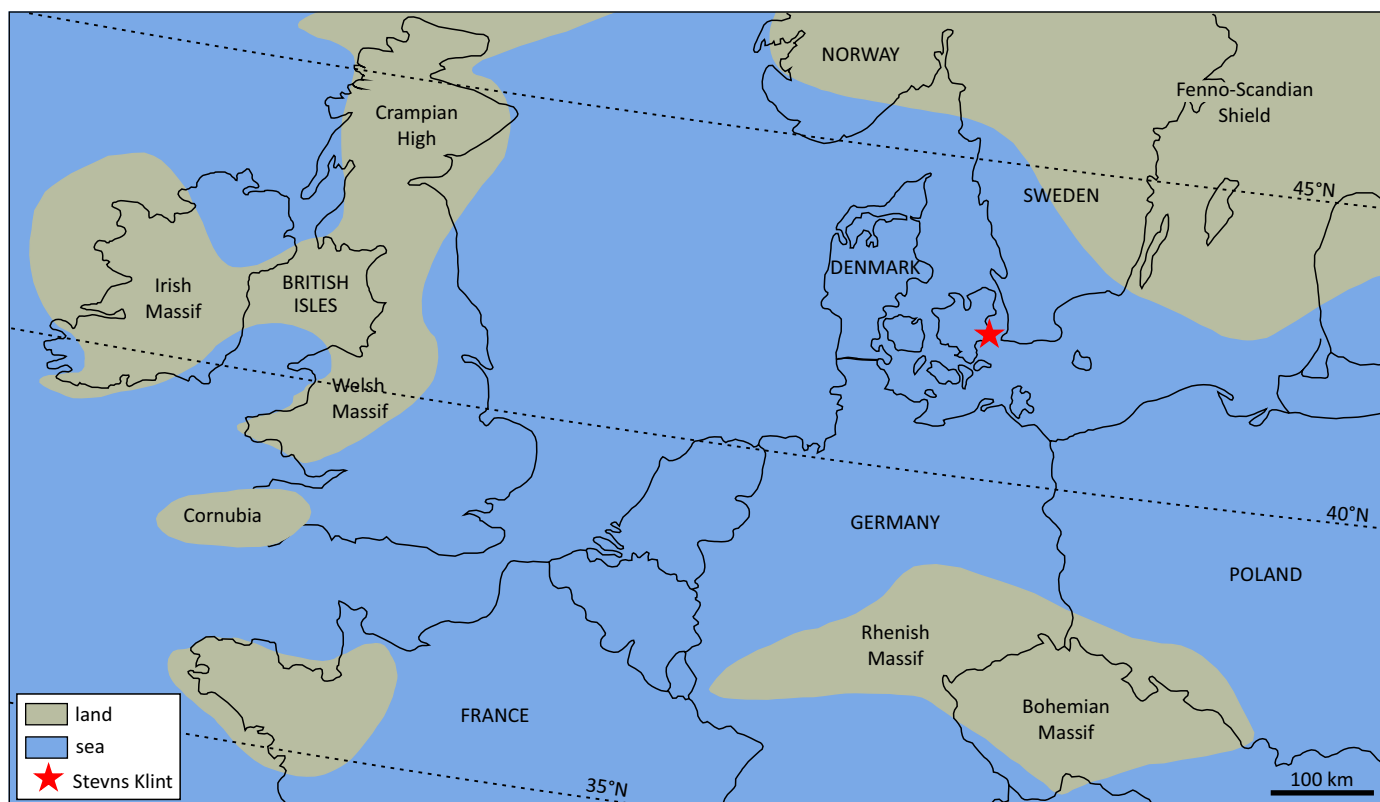 NORWAY
Fenno-Scandian
Shield
Crampian
High
45°N
SWEDEN
DENMARK
Irish
Massif
BRITISH
ISLES
Welsh
Massif
Cornubia
GERMANY
40°N
POLAND
Rhenish
Massif
Bohemian
Massif
FRANCE
35°N
land
sea
Stevns Klint
100 km